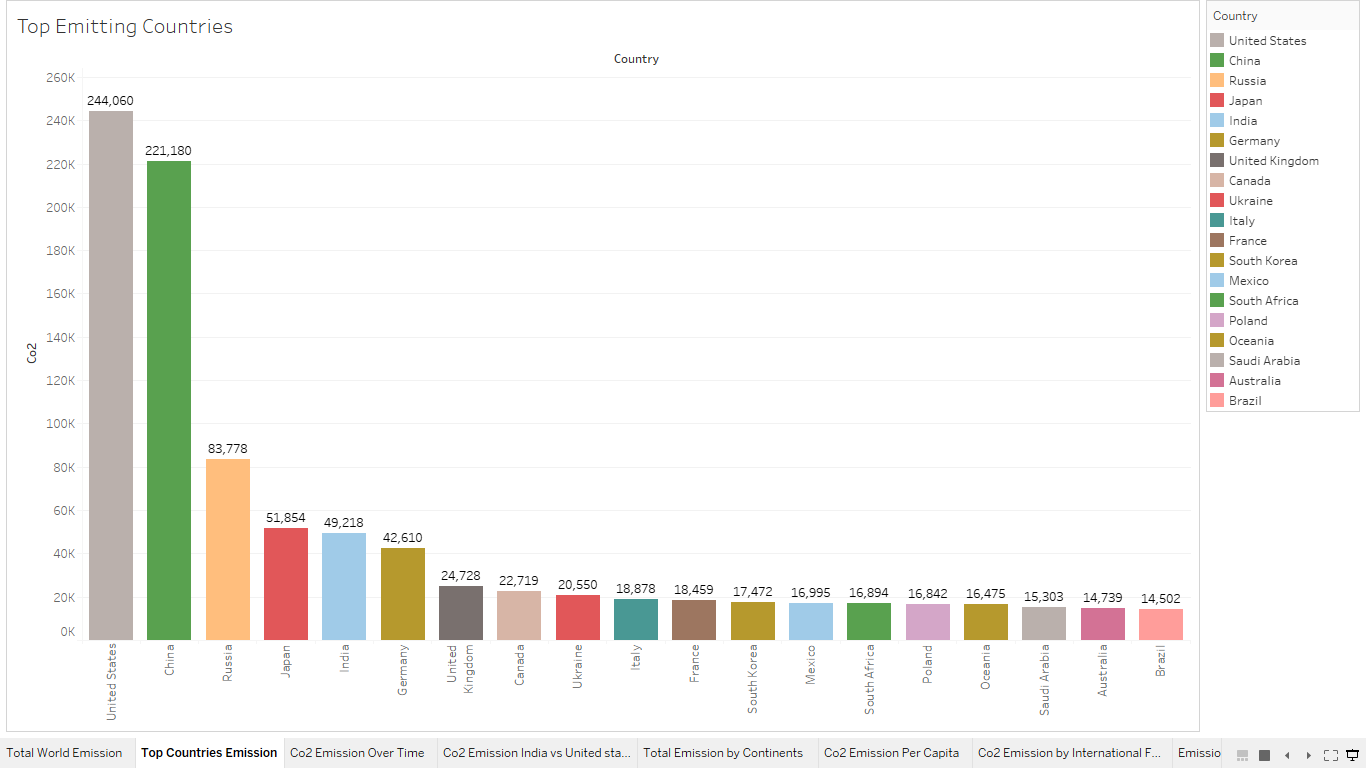 Top Emitting Countries
Country
Co2
260K
240K
220K
200K
180K
160K
140K
120K
100K
80K
60K
40K
20K
0K
244,060
221,180
83,778
51,854
49,218
42,610
24,728
22,719
20,550
18,878
18,459
17,472
16,995
16,894
16,842
16,475
15,303
14,739
14,502
United States
China
Russia
Japan
India
Germany
United
Kingdom
Canada
Ukraine
Italy
France
South Korea
Mexico
South Africa
Poland
Oceania
Saudi Arabia
Australia
Brazil
Country
United States
China
Russia
Japan
India
Germany
United Kingdom
Canada
Ukraine
Italy
France
South Korea
Mexico
South Africa
Poland
Oceania
Saudi Arabia
Australia
Brazil
Total World Emission
Top Countries Emission
Co2 Emission Over Time
Co2 Emission India vs United sta...
Total Emission by Continents
Co2 Emission Per Capita
Co2 Emission by International F...
Emissio